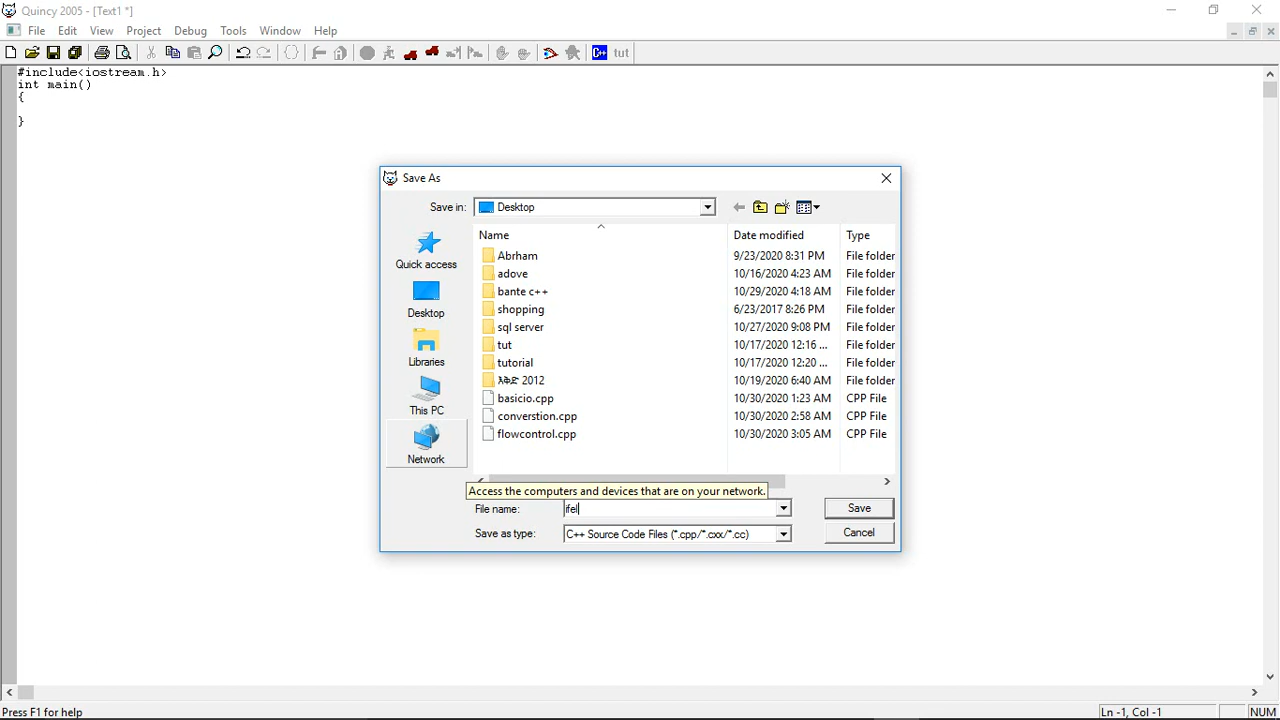 Quincy 2005 - [Text1 *]
File Edit View Project Debug Tools Window Help
C++ tut
#include<iostream.h>
int main()
{
}
Save As
Save in: Desktop
Name Date modified Type
Quick access
Desktop
Libraries
This PC
Network
Abrham 9/23/2020 8:31 PM File folder
adove 10/16/2020 4:23 AM File folder
bante c++ 10/29/2020 4:18 AM File folder
shopping 6/23/2017 8:26 PM File folder
sql server 10/27/2020 9:08 PM File folder
tut 10/17/2020 12:16 ... File folder
tutorial 10/17/2020 12:20 ... File folder
እቅድ 2012 10/19/2020 6:40 AM File folder
basicio.cpp 10/30/2020 1:23 AM CPP File
converstion.cpp 10/30/2020 2:58 AM CPP File
flowcontrol.cpp 10/30/2020 3:05 AM CPP File
Access the computers and devices that are on your network.
File name: ifel Save
Save as type: C++ Source Code Files (*.cpp/*.cxx/*.cc) Cancel
Press F1 for help Ln -1, Col -1 NUM